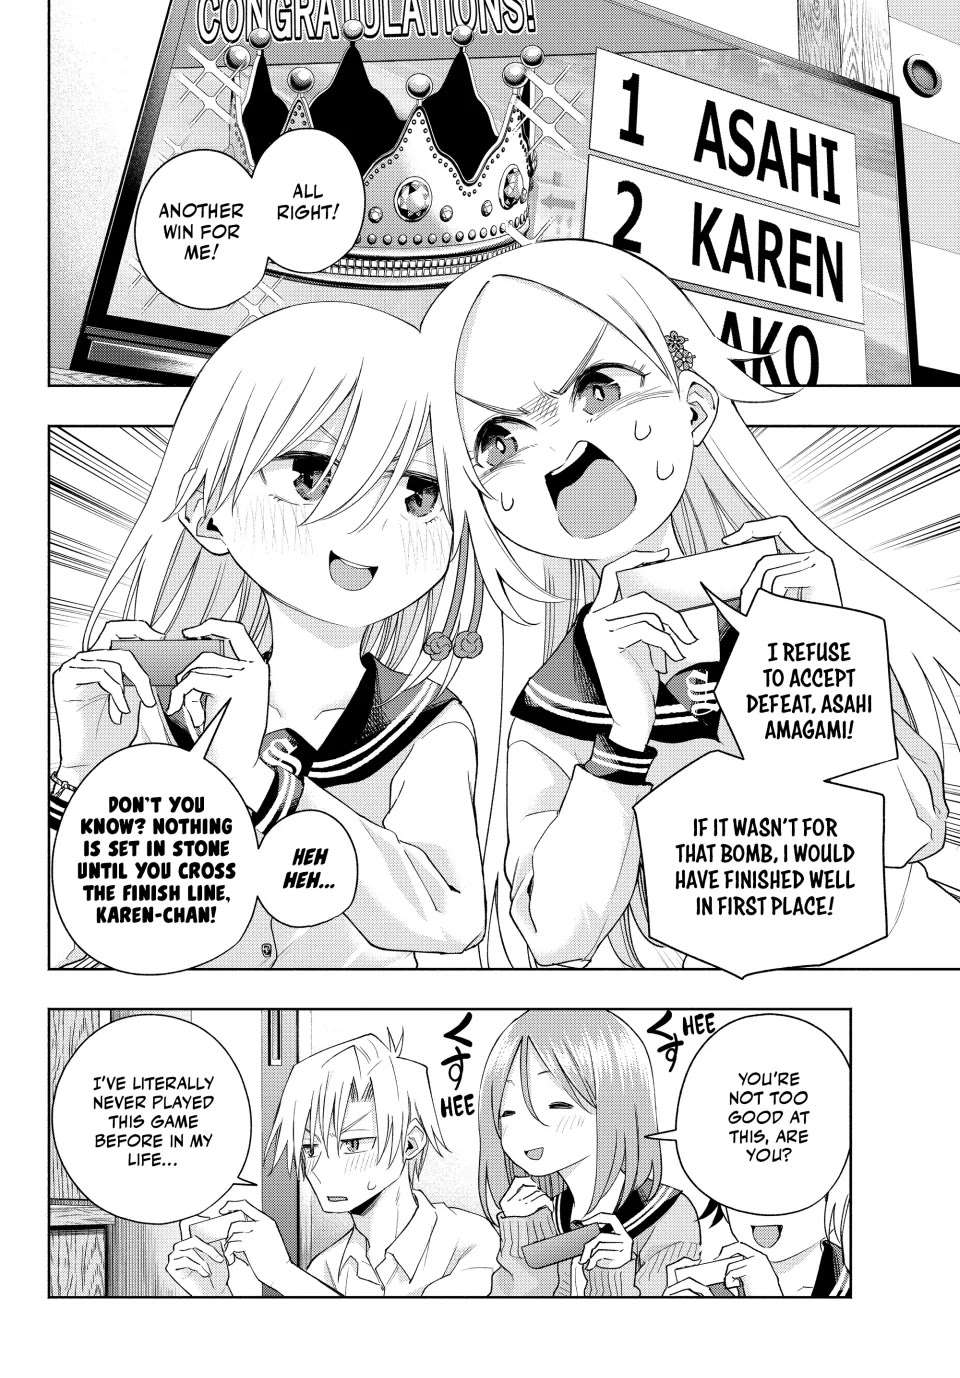 CONGRATULATIONS!
1 ASAHI
2 KAREN
AKO
ALL
RIGHT!
ANOTHER
WIN FOR
ME!
I REFUSE
TO ACCEPT
DEFEAT, ASAHI
AMAGAMI!
IF IT WASN'T FOR
THAT BOMB, I WOULD
HAVE FINISHED WELL
IN FIRST PLACE!
HEH
HEH...
DON'T YOU
KNOW? NOTHING
IS SET IN STONE
UNTIL YOU CROSS
THE FINISH LINE,
KAREN-CHAN!
YOU'RE
NOT TOO
GOOD AT
THIS, ARE
YOU?
くすっ
HEE
くすっ
HEE
I'VE LITERALLY
NEVER PLAYED
THIS GAME
BEFORE IN MY
LIFE...